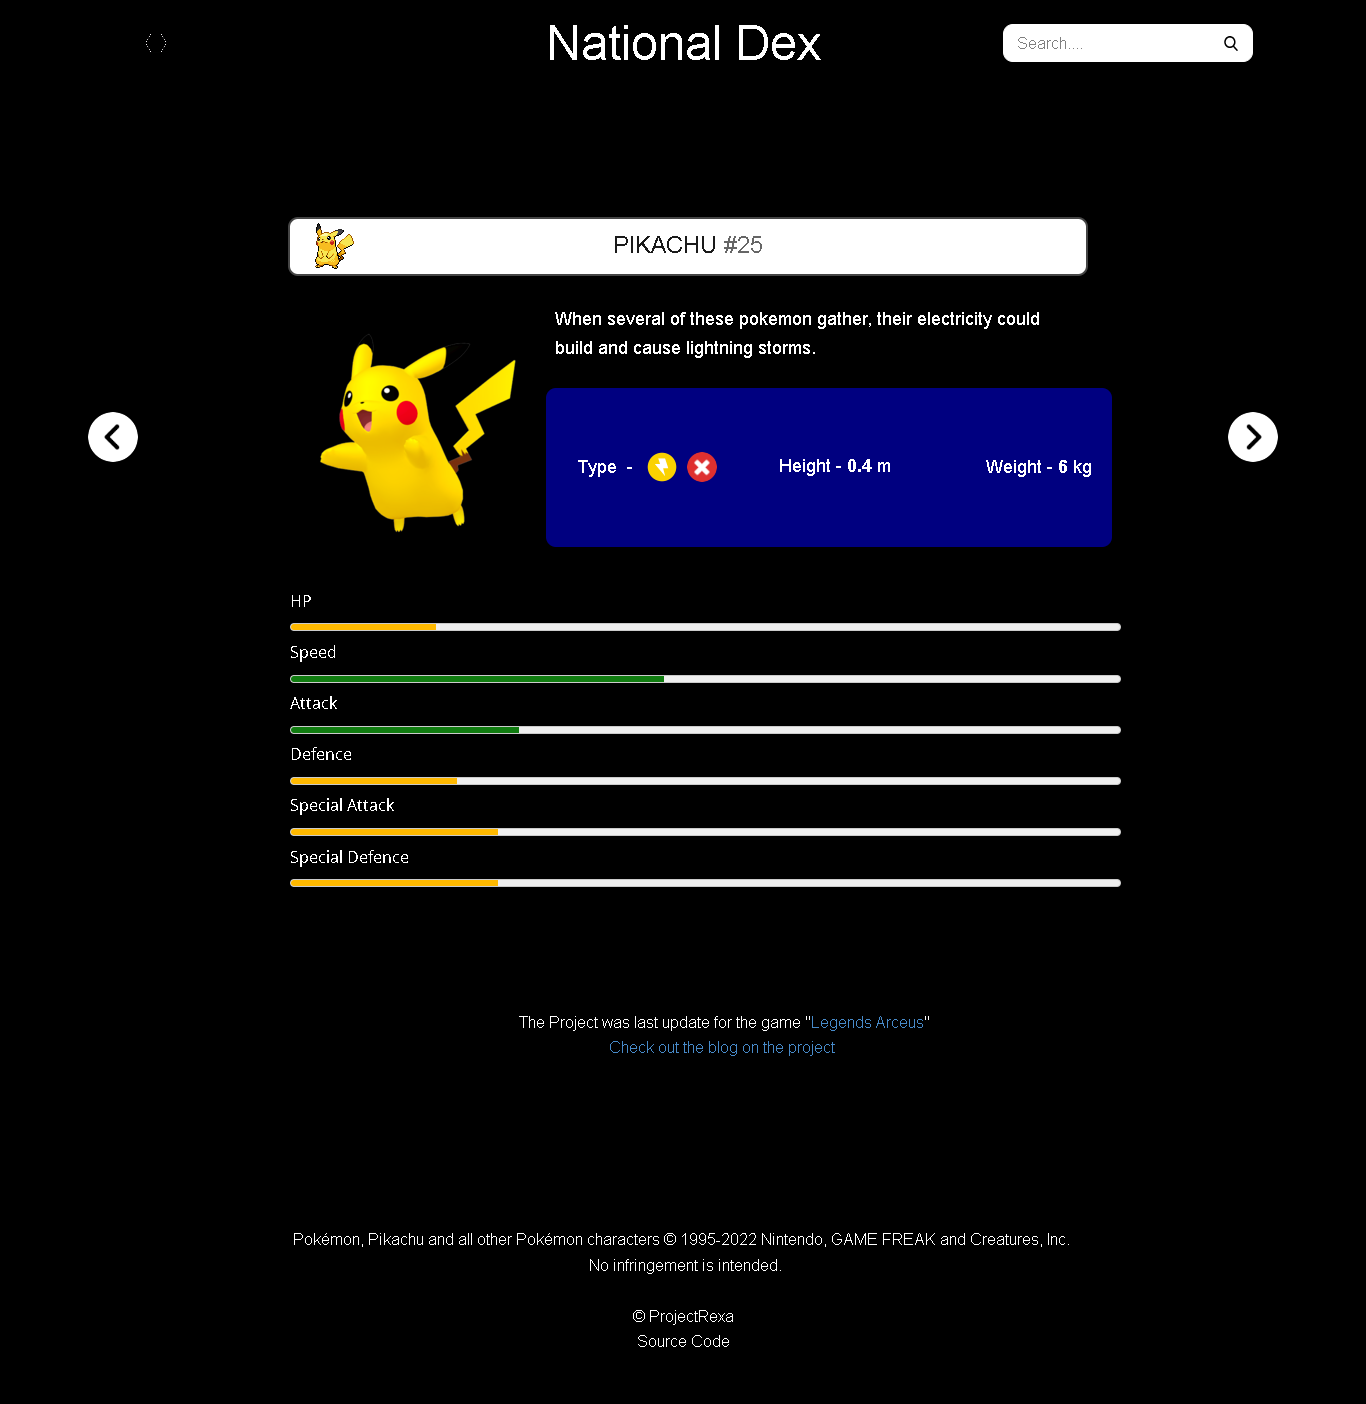 National Dex
Search....
PIKACHU #25
When several of these pokemon gather, their electricity could
build and cause lightning storms.
Type -
Height - 0.4 m
Weight - 6 kg
HP
Speed
Attack
Defence
Special Attack
Special Defence
The Project was last update for the game "Legends Arceus"
Check out the blog on the project
Pokémon, Pikachu and all other Pokémon characters © 1995-2022 Nintendo, GAME FREAK and Creatures, Inc.
No infringement is intended.
© ProjectRexa
Source Code